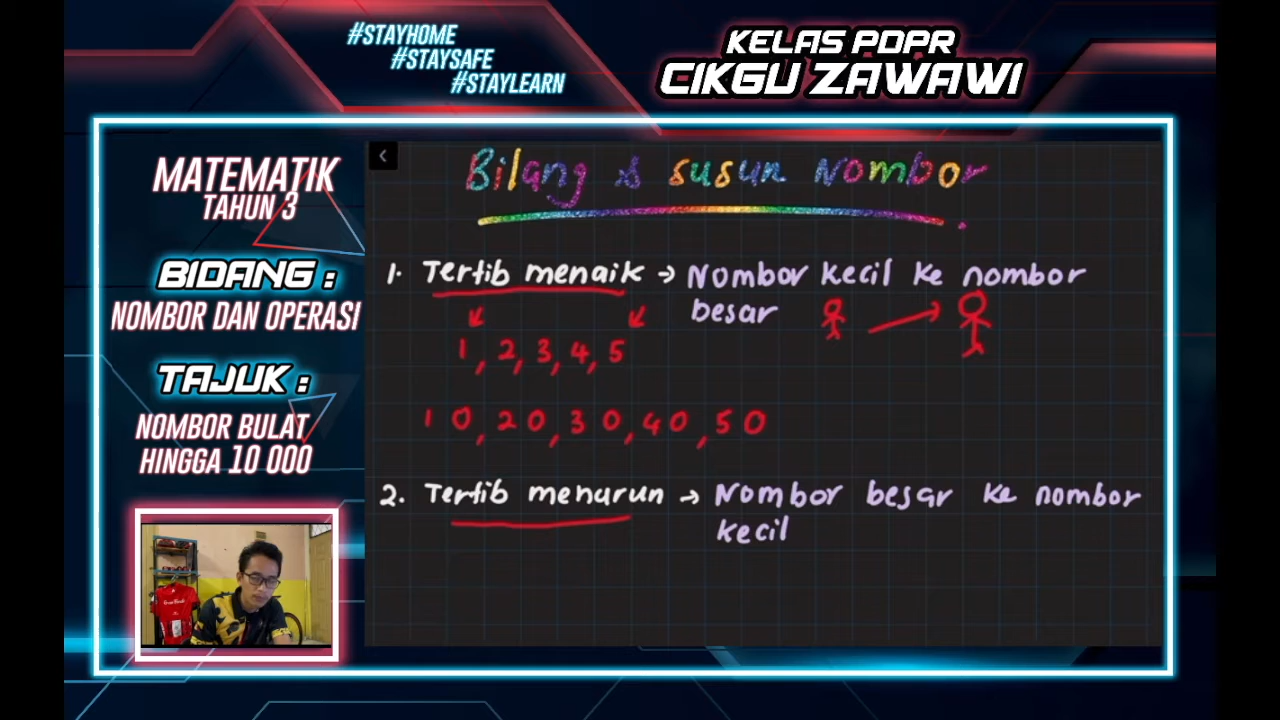 #STAYHOME
#STAYSAFE
#STAYLEARN
KELAS PDPR
CIKGU ZAWAWI
MATEMATIK
TAHUN 3
BIDANG :
NOMBOR DAN OPERASI
TAJUK :
NOMBOR BULAT
HINGGA 10 000
Bilang & susun Nombor
1. Tertib menaik → Nombor kecil ke nombor
besar
1, 2, 3, 4, 5
10, 20, 30, 40, 50
2. Tertib menurun → Nombor besar ke nombor
kecil